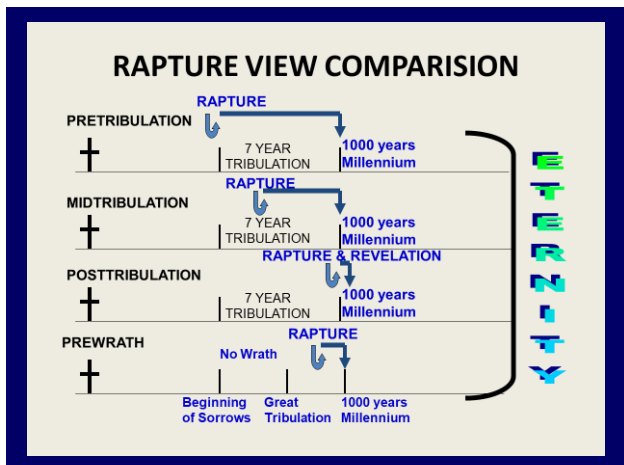 RAPTURE VIEW COMPARISION
RAPTURE
PRETRIBULATION
7 YEAR
TRIBULATION
1000 years
Millennium
RAPTURE
MIDTRIBULATION
7 YEAR
TRIBULATION
1000 years
Millennium
RAPTURE & REVELATION
POSTTRIBULATION
7 YEAR
TRIBULATION
1000 years
Millennium
RAPTURE
PREWRATH
No Wrath
Beginning
of Sorrows
Great
Tribulation
1000 years
Millennium
ETERNITY